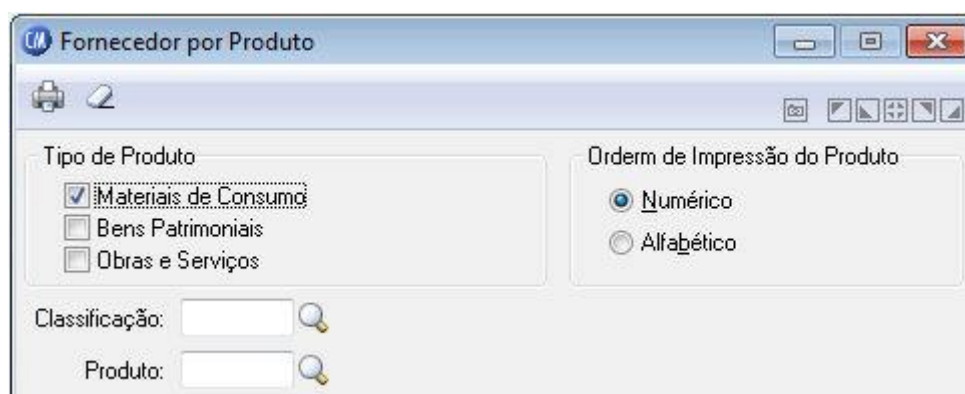 CM Fornecedor por Produto
Tipo de Produto
Materiais de Consumo
Bens Patrimoniais
Obras e Serviços
Orderm de Impressão do Produto
Numérico
Alfabético
Classificação:
Produto: